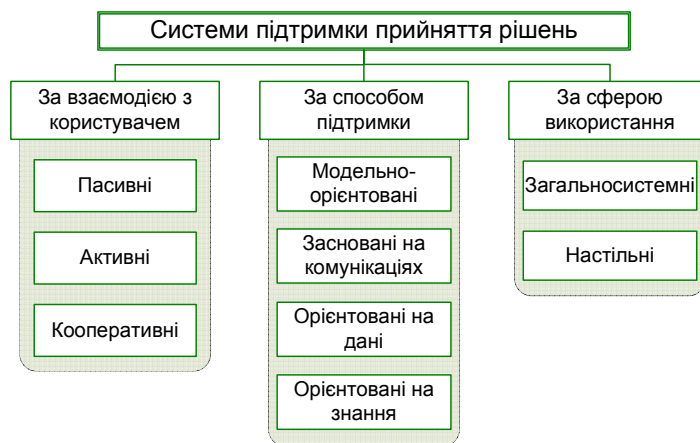 Системи підтримки прийняття рішень
За взаємодією з
користувачем
Пасивні
Активні
Кооперативні
За способом
підтримки
Модельно-
орієнтовані
Засновані на
комунікаціях
Орієнтовані на
дані
Орієнтовані на
знання
За сферою
використання
Загальносистемні
Настільні